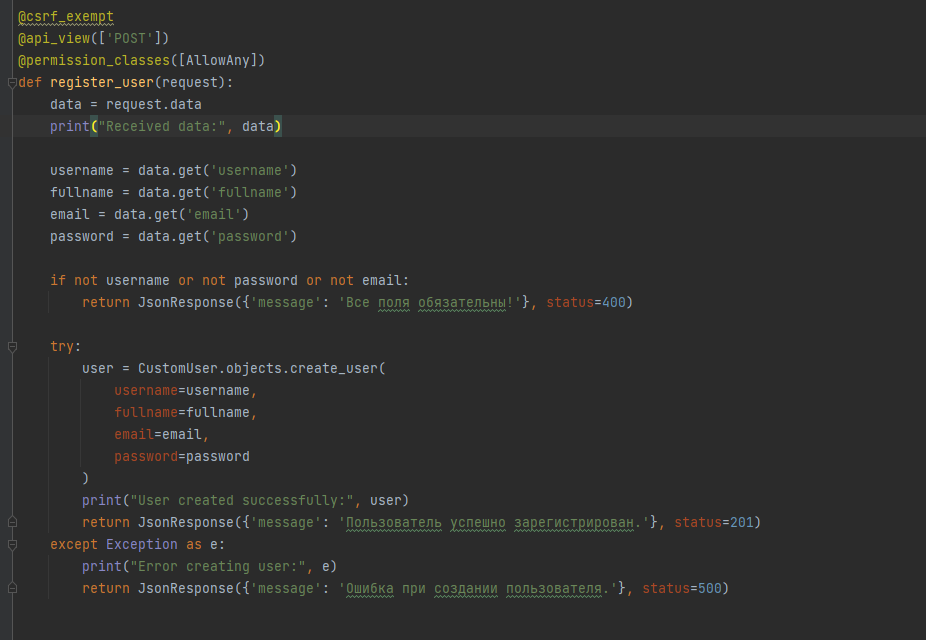 @csrf_exempt
@api_view(['POST'])
@permission_classes([AllowAny])
def register_user(request):
    data = request.data
    print("Received data:", data)

    username = data.get('username')
    fullname = data.get('fullname')
    email = data.get('email')
    password = data.get('password')

    if not username or not password or not email:
        return JsonResponse({'message': 'Все поля обязательны!'}, status=400)

    try:
        user = CustomUser.objects.create_user(
            username=username,
            fullname=fullname,
            email=email,
            password=password
        )
        print("User created successfully:", user)
        return JsonResponse({'message': 'Пользователь успешно зарегистрирован.'}, status=201)
    except Exception as e:
        print("Error creating user:", e)
        return JsonResponse({'message': 'Ошибка при создании пользователя.'}, status=500)